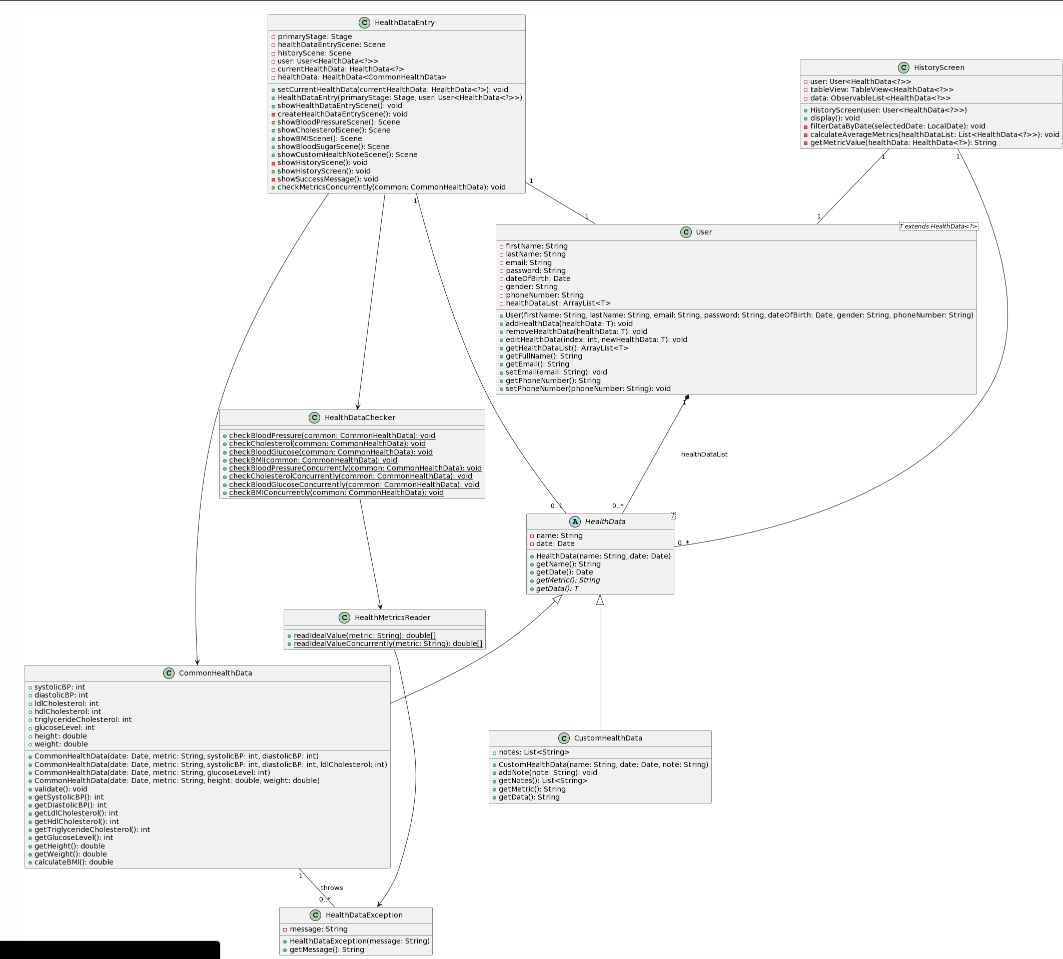 C HealthDataEntry
primaryStage: Stage
healthDataEntryScene: Scene
historyScene: Scene
user: User<HealthData<?>>
currentHealthData: HealthData<?>
healthData: HealthData<CommonHealthData>
setCurrentHealthData(currentHealthData: HealthData<?>): void
HealthDataEntry(primaryStage: Stage, user: User<HealthData<?>>)
showHealthDataEntryScene(): void
createHealthDataEntryScene(): void
showBloodPressureScene(): Scene
showCholesterolScene(): Scene
showBMIScene(): Scene
showBloodSugarScene(): Scene
showCustomHealthNoteScene(): Scene
showHistoryScene(): void
showHistoryScreen(): void
showSuccessMessage(): void
checkMetricsConcurrently(common: CommonHealthData): void
C HistoryScreen
user: User<HealthData<?>>
tableView: TableView<HealthData<?>>
data: ObservableList<HealthData<?>>
HistoryScreen(user: User<HealthData<?>>)
display(): void
filterDataByDate(selectedDate: LocalDate): void
calculateAverageMetrics(healthDataList: List<HealthData<?>>): void
getMetricValue(healthData: HealthData<?>): String
1
1
1
1
1
1
C User
T extends HealthData<?>
firstName: String
lastName: String
email: String
password: String
dateOfBirth: Date
gender: String
phoneNumber: String
healthDataList: ArrayList<T>
User(firstName: String, lastName: String, email: String, password: String, dateOfBirth: Date, gender: String, phoneNumber: String)
addHealthData(healthData: T): void
removeHealthData(healthData: T): void
editHealthData(index: int, newHealthData: T): void
getHealthDataList(): ArrayList<T>
getFullName(): String
getEmail(): String
setEmail(email: String): void
getPhoneNumber(): String
setPhoneNumber(phoneNumber: String): void
1
healthDataList
C HealthDataChecker
checkBloodPressure(common: CommonHealthData): void
checkCholesterol(common: CommonHealthData): void
checkBloodGlucose(common: CommonHealthData): void
checkBMI(common: CommonHealthData): void
checkBloodPressureConcurrently(common: CommonHealthData): void
checkCholesterolConcurrently(common: CommonHealthData): void
checkBloodGlucoseConcurrently(common: CommonHealthData): void
checkBMIConcurrently(common: CommonHealthData): void
0..1
0..*
0..*
A HealthData
T
name: String
date: Date
HealthData(name: String, date: Date)
getName(): String
getDate(): Date
getMetric(): String
getData(): T
C HealthMetricsReader
readIdealValue(metric: String): double[]
readIdealValueConcurrently(metric: String): double[]
C CommonHealthData
systolicBP: int
diastolicBP: int
ldlCholesterol: int
hdlCholesterol: int
triglycerideCholesterol: int
glucoseLevel: int
height: double
weight: double
CommonHealthData(date: Date, metric: String, systolicBP: int, diastolicBP: int)
CommonHealthData(date: Date, metric: String, systolicBP: int, diastolicBP: int, ldlCholesterol: int)
CommonHealthData(date: Date, metric: String, glucoseLevel: int)
CommonHealthData(date: Date, metric: String, height: double, weight: double)
validate(): void
getSystolicBP(): int
getDiastolicBP(): int
getLdlCholesterol(): int
getHdlCholesterol(): int
getTriglycerideCholesterol(): int
getGlucoseLevel(): int
getHeight(): double
getWeight(): double
calculateBMI(): double
C CustomHealthData
notes: List<String>
CustomHealthData(name: String, date: Date, note: String)
addNote(note: String): void
getNotes(): List<String>
getMetric(): String
getData(): String
1
throws
0..*
C HealthDataException
message: String
HealthDataException(message: String)
getMessage(): String